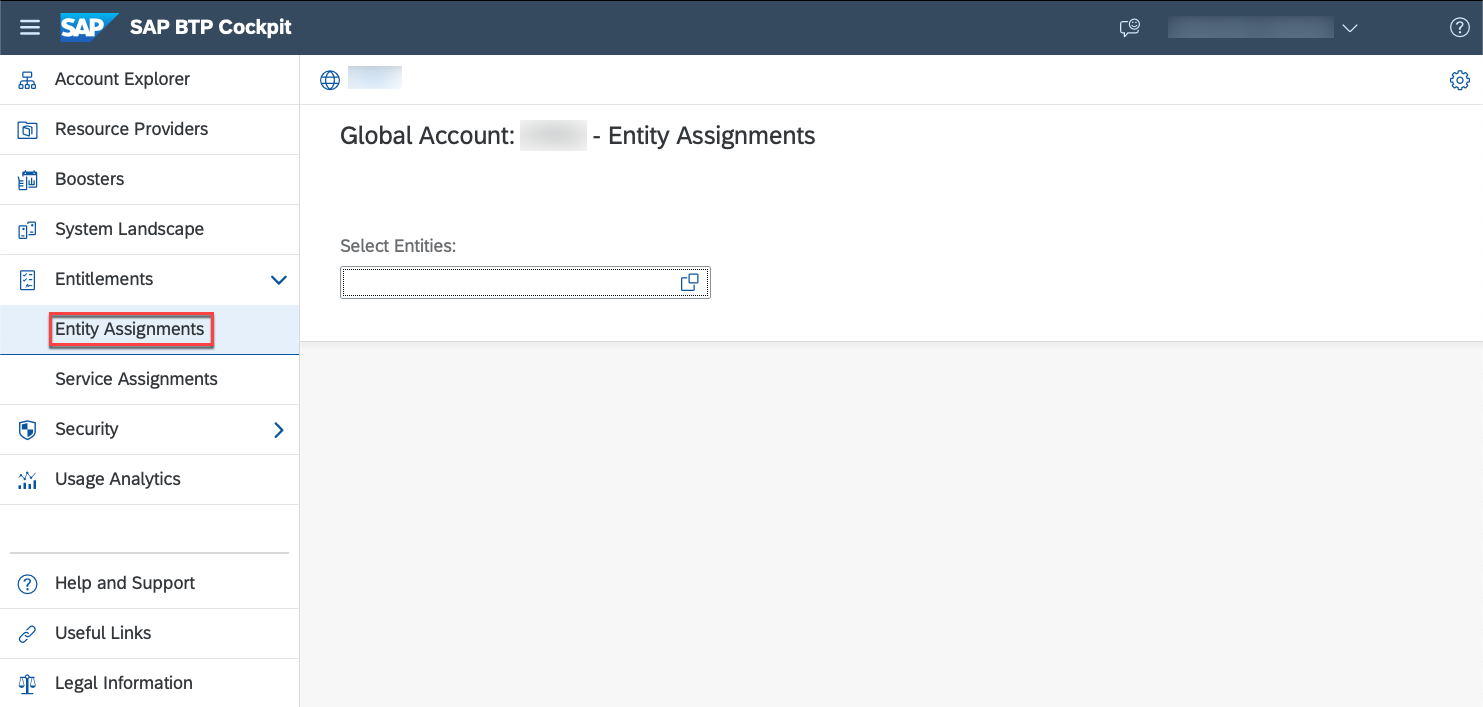 SAP SAP BTP Cockpit
Account Explorer
Resource Providers
Boosters
System Landscape
Entitlements
Entity Assignments
Service Assignments
Security
Usage Analytics
Help and Support
Useful Links
Legal Information
Global Account: - Entity Assignments
Select Entities: